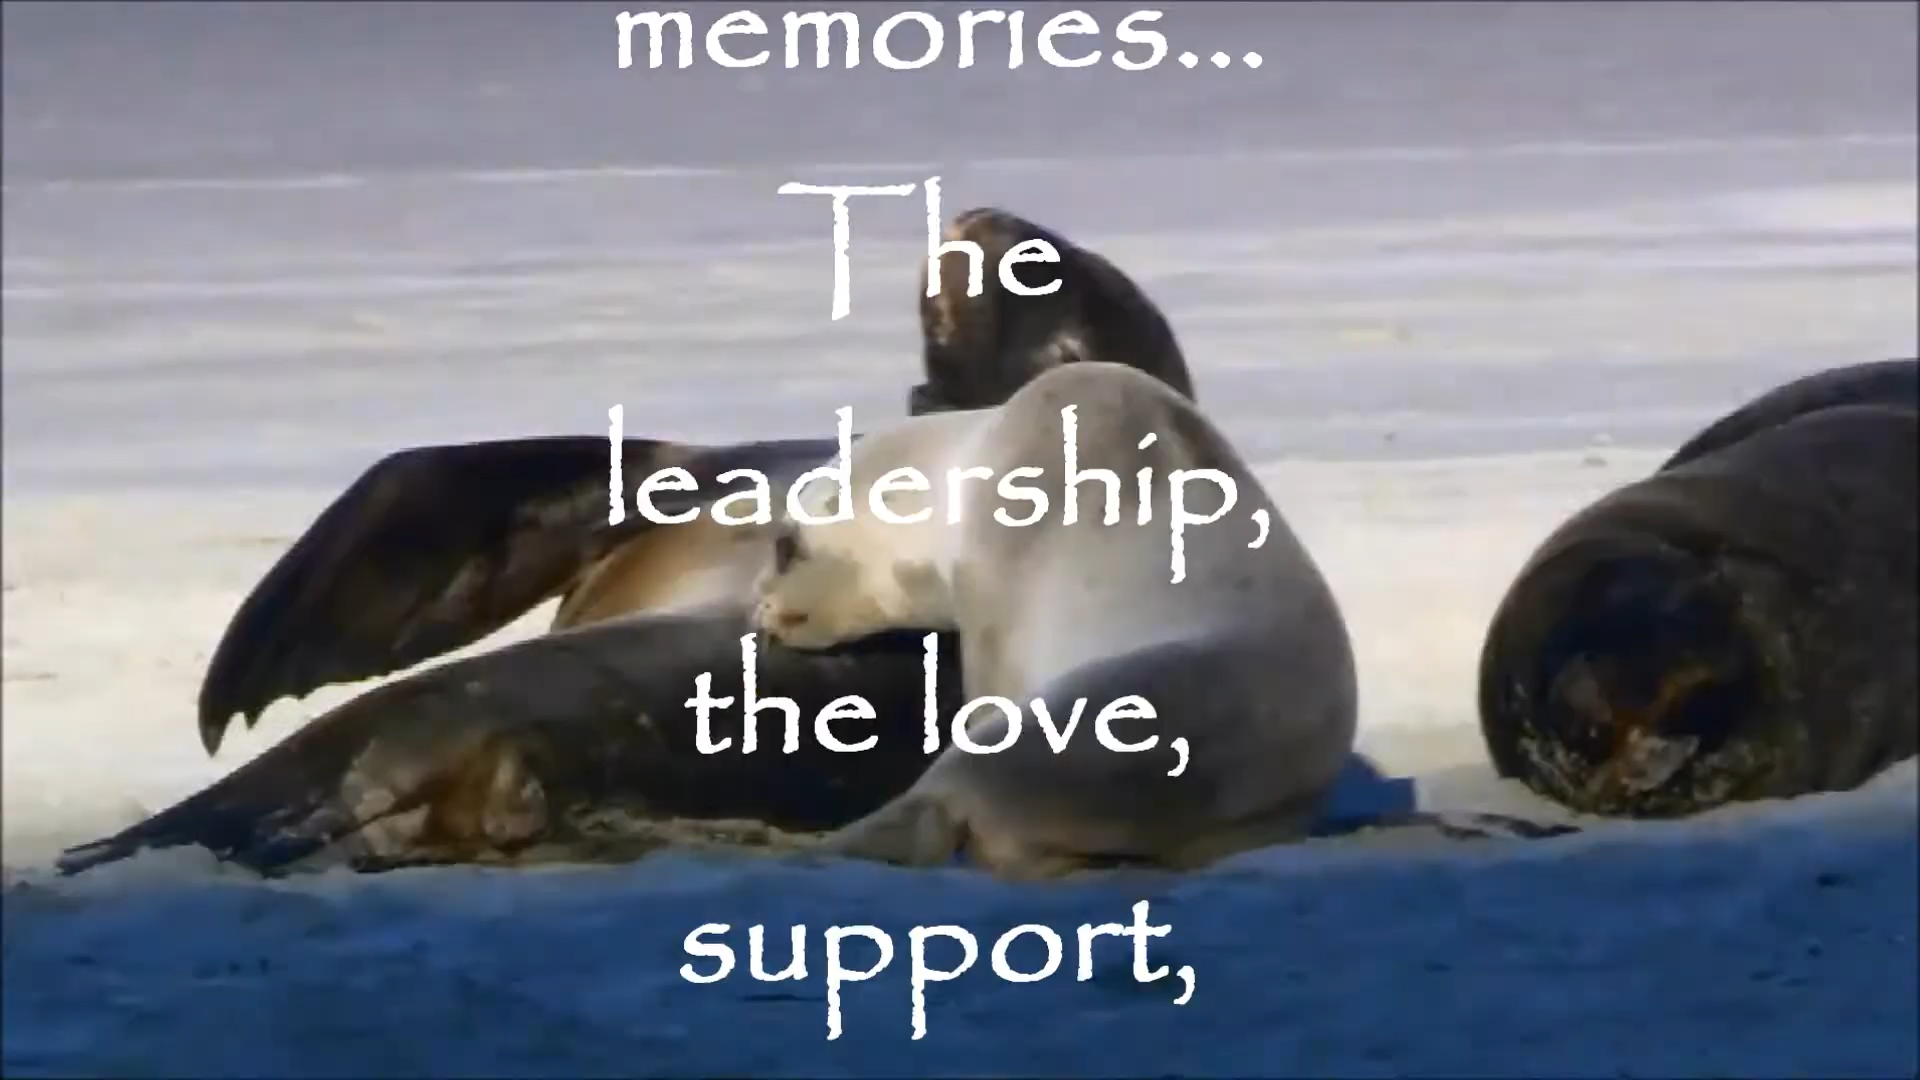 memories...
The
leadership,
the love,
support,